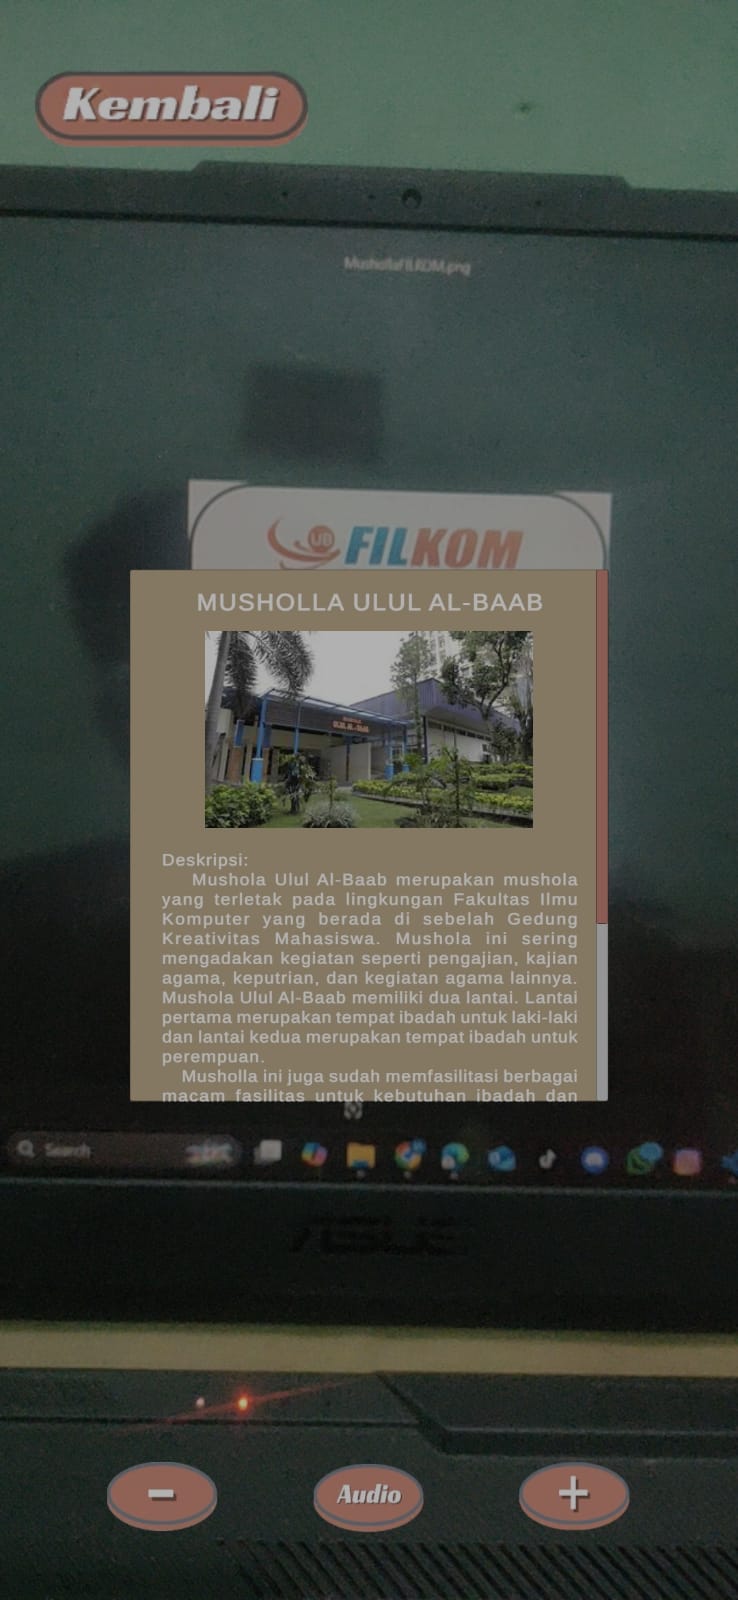 Kembali
MushollaFILKOM.png
UB FILKOM
MUSHOLLA ULUL AL-BAAB
ULUL AL-BAAB
Deskripsi:
Mushola Ulul Al-Baab merupakan mushola
yang terletak pada lingkungan Fakultas Ilmu
Komputer yang berada di sebelah Gedung
Kreativitas Mahasiswa. Mushola ini sering
mengadakan kegiatan seperti pengajian, kajian
agama, keputrian, dan kegiatan agama lainnya.
Mushola Ulul Al-Baab memiliki dua lantai. Lantai
pertama merupakan tempat ibadah untuk laki-laki
dan lantai kedua merupakan tempat ibadah untuk
perempuan.
Musholla ini juga sudah memfasilitasi berbagai
macam fasilitas untuk kebutuhan ibadah dan
Search
ASUS
- Audio +